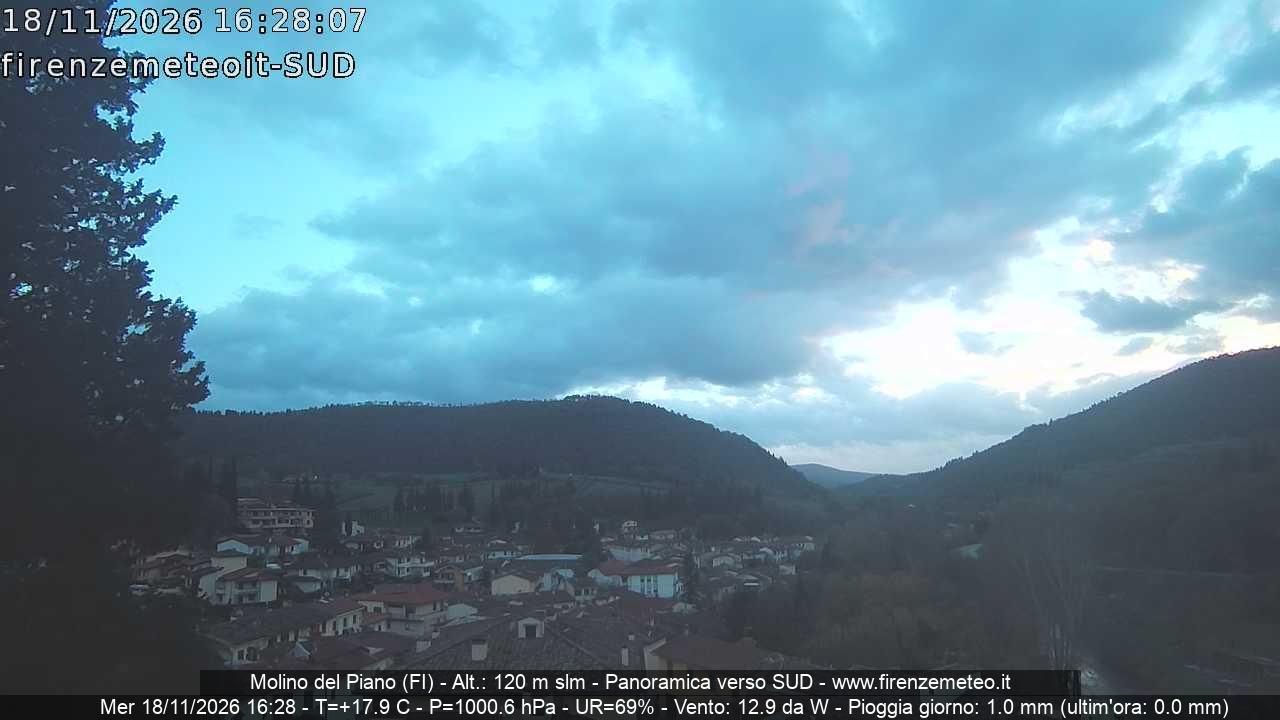 18/11/2026 16:28:07
firenzemeteoit-SUD
Molino del Piano (FI) - Alt.: 120 m slm - Panoramica verso SUD - www.firenzemeteo.it
Mer 18/11/2026 16:28 - T=+17.9 C - P=1000.6 hPa - UR=69% - Vento: 12.9 da W - Pioggia giorno: 1.0 mm (ultim'ora: 0.0 mm)